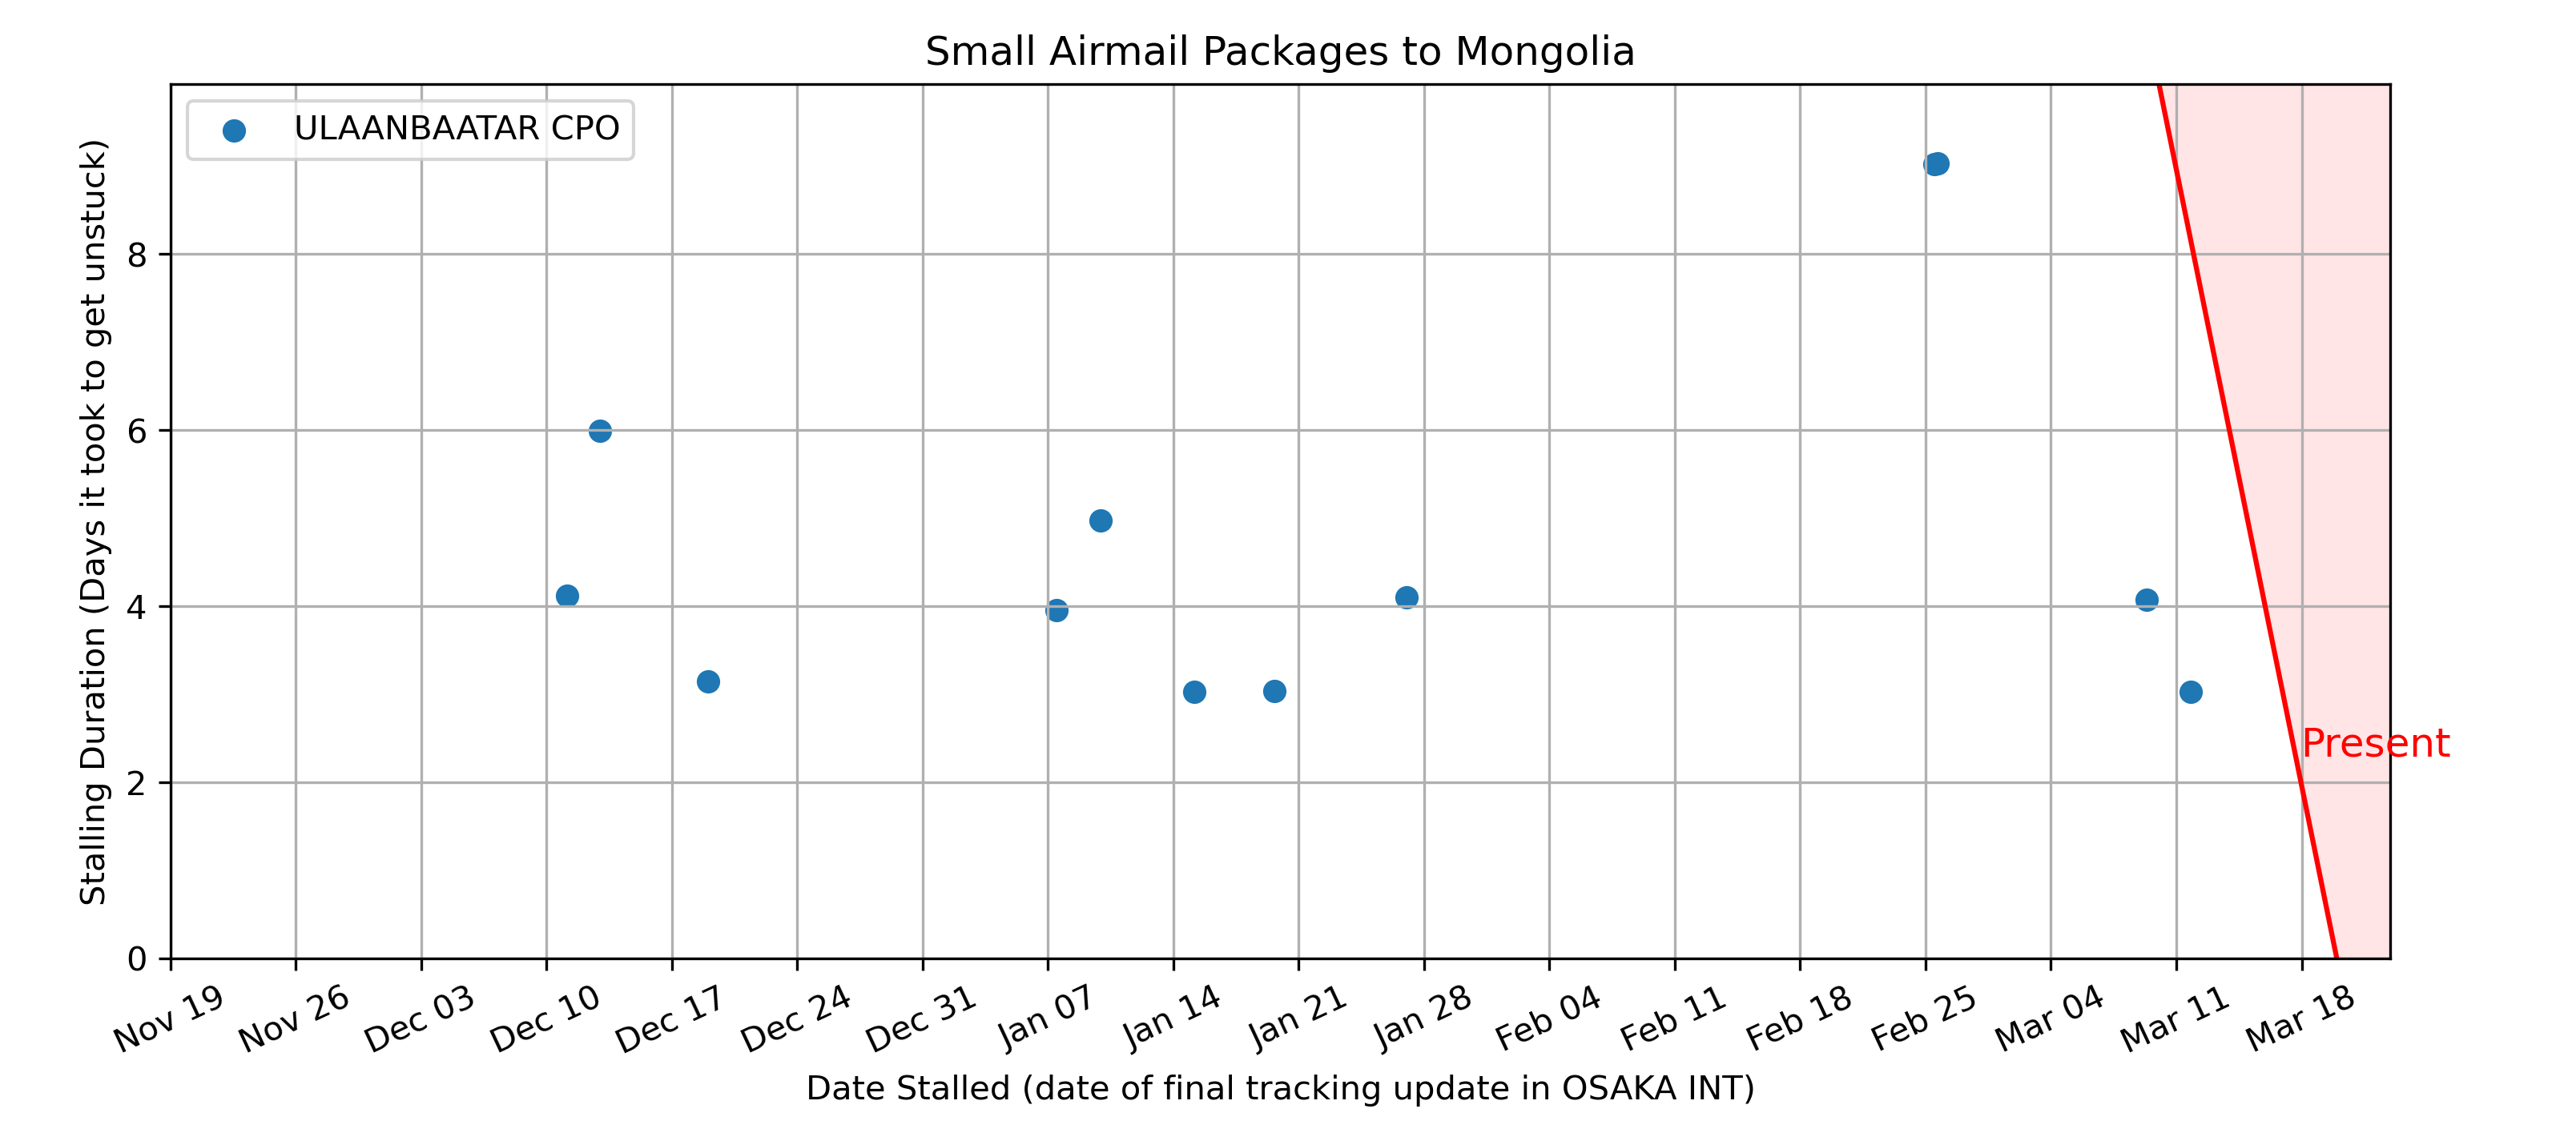 Small Airmail Packages to Mongolia
ULAANBAATAR CPO
Stalling Duration (Days it took to get unstuck)
8
6
4
2
0
Present
Nov 19
Nov 26
Dec 03
Dec 10
Dec 17
Dec 24
Dec 31
Jan 07
Jan 14
Jan 21
Jan 28
Feb 04
Feb 11
Feb 18
Feb 25
Mar 04
Mar 11
Mar 18
Date Stalled (date of final tracking update in OSAKA INT)